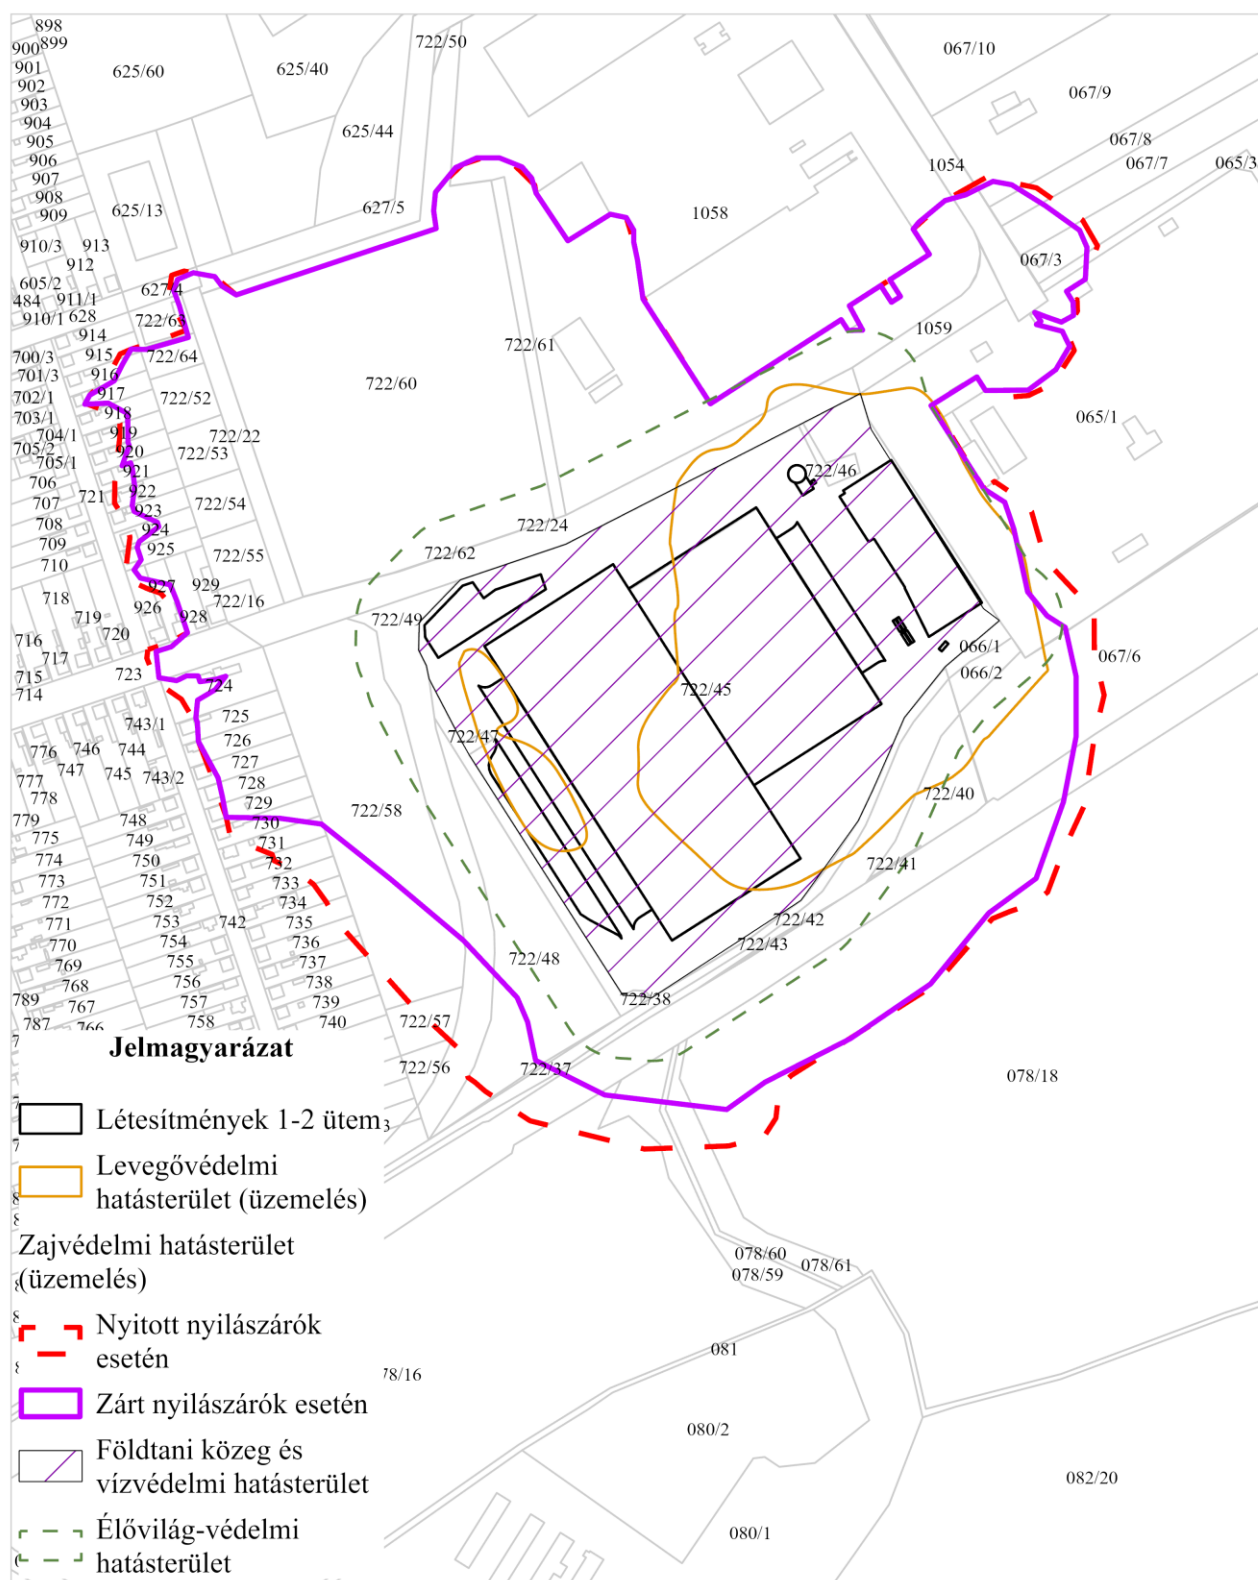 898
900 899
901
902
903
904
905
906
907
908
909
910/3 913
912
605/2
484 911/1
910/1 628
914
700/3 915
701/3 916
702/1 917
703/1 918
704/1 919
705/2 920
705/1 921
706 922
707 721 923
708 924
709 925
710 927 929
718 926 928
719
716 720
717
715 723 724
714
625/60
625/40
722/50
625/44
625/13
627/5
627/4
722/63
722/64
722/52
722/22
722/53
722/54
722/55
722/16
722/60
722/61
1058
1054
067/10
067/9
067/8
067/7
065/3
067/3
1059
065/1
722/46
722/24
722/62
722/49
066/1
066/2
067/6
722/45
722/47
722/40
722/58
722/41
722/42
722/43
722/48
722/38
722/57
722/56
722/37
078/18
743/1 725
776 746 744 726
747 727
777 745 743/2 728
778 729
779 748 730
775 749 731
774 750 732
773 751 733
772 752 734
771 753 742 735
770 754 736
769 755 737
768 756 738
789 767 757 739
787 766 758 740
Jelmagyarázat
Létesítmények 1-2 ütem
Levegővédelmi
hatásterület (üzemelés)
Zajvédelmi hatásterület
(üzemelés)
Nyitott nyilászárók
esetén
Zárt nyilászárók esetén
Földtani közeg és
vízvédelmi hatásterület
Élővilág-védelmi
hatásterület
078/60
078/59
078/61
081
78/16
080/2
080/1
082/20